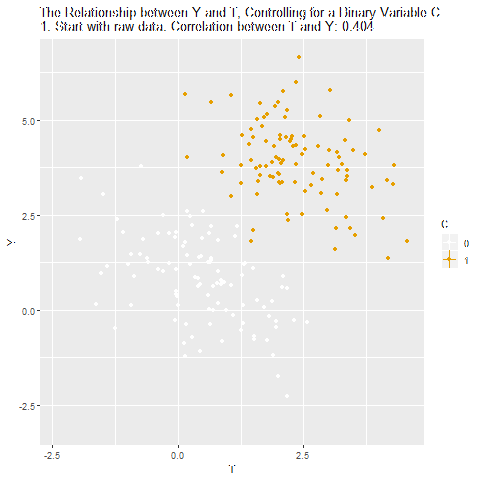 The Relationship between Y and T, Controlling for a Binary Variable C
1. Start with raw data. Correlation between T and Y: 0.404
5.0
2.5
0.0
-2.5
Y
-2.5
0.0
2.5
T
C
0
1